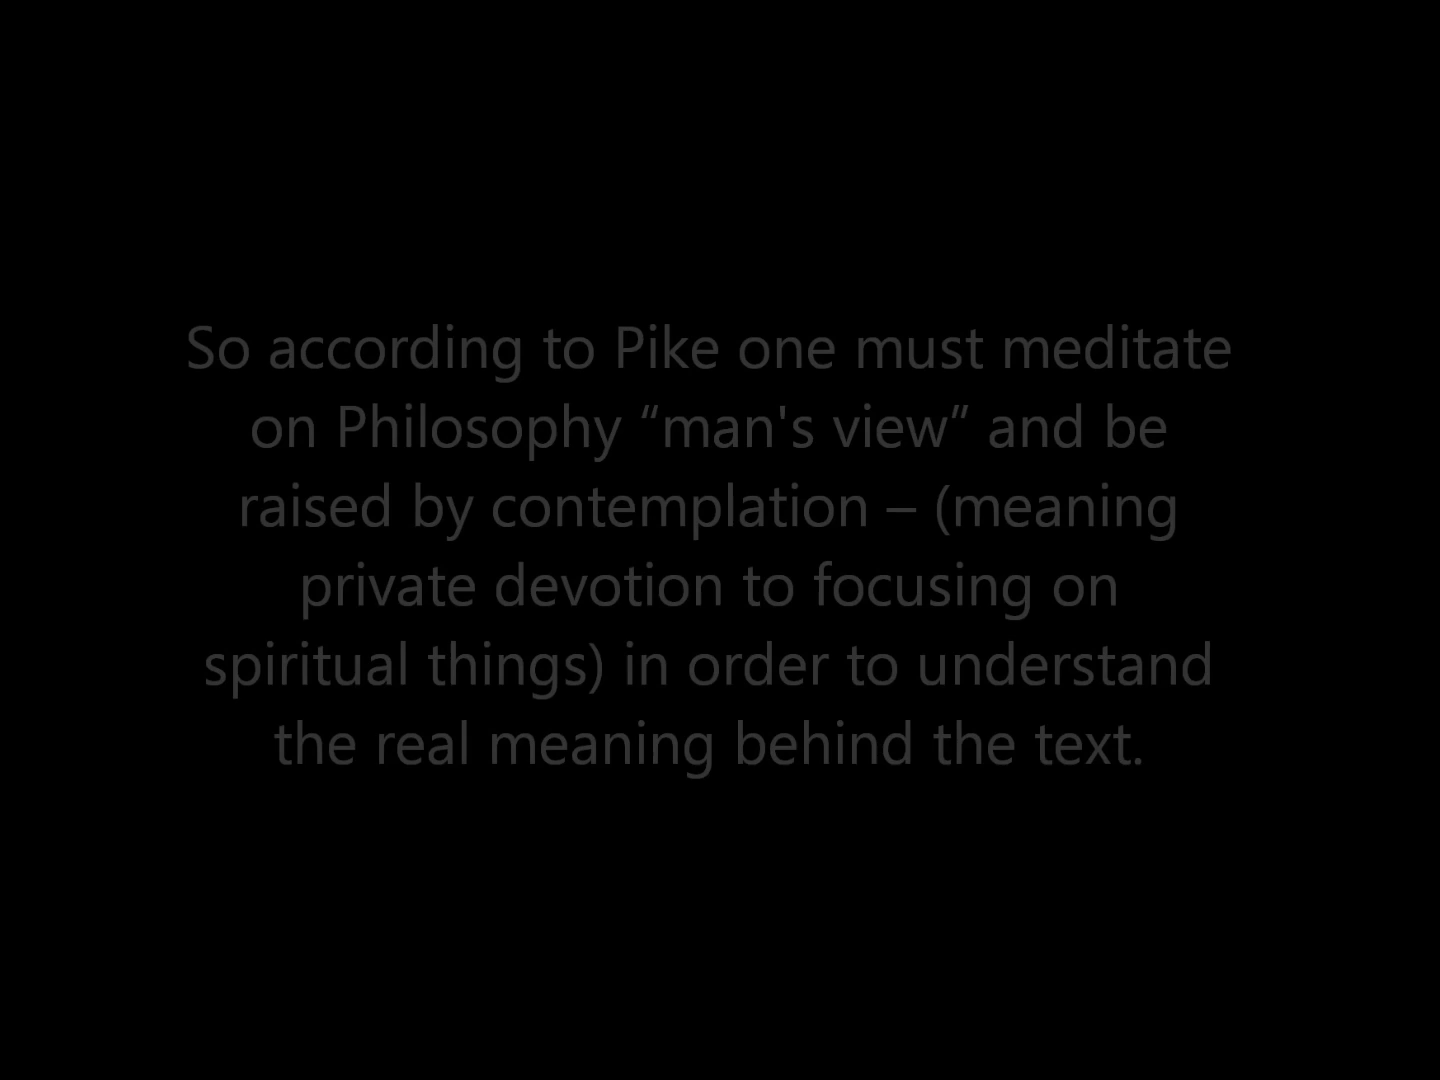 So according to Pike one must meditate
on Philosophy “man's view” and be
raised by contemplation – (meaning
private devotion to focusing on
spiritual things) in order to understand
the real meaning behind the text.